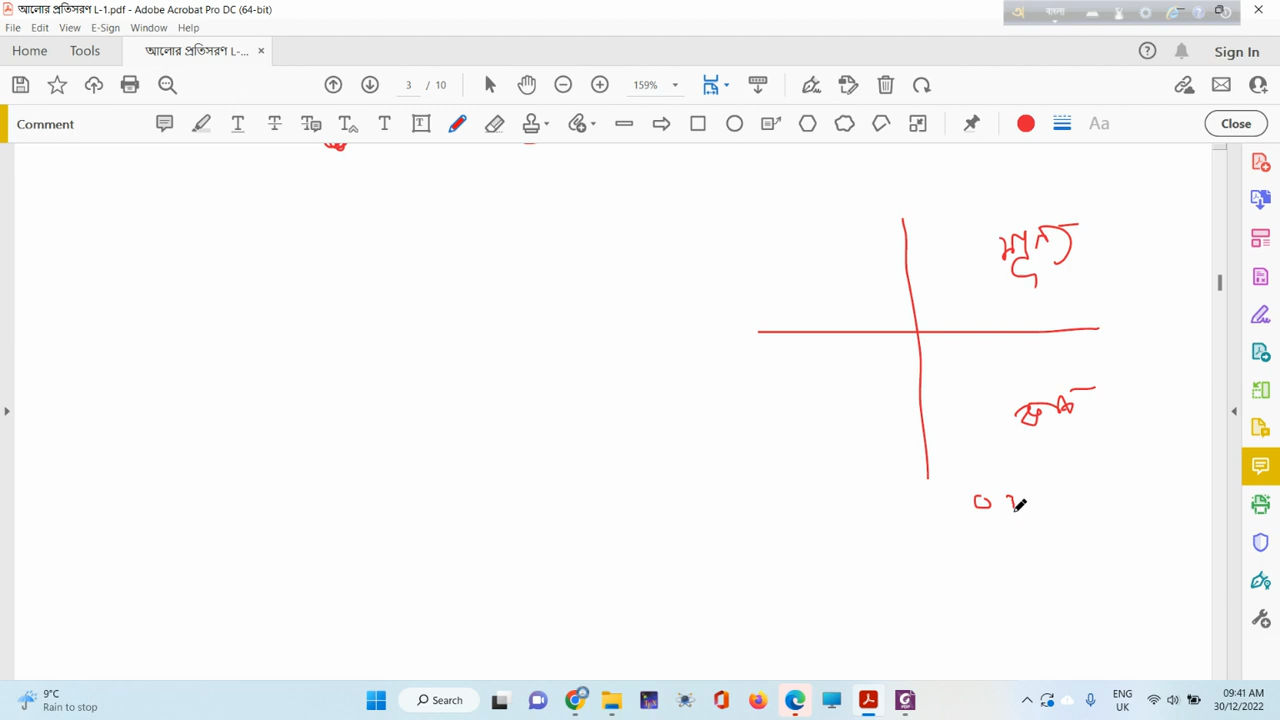 আলোর প্রতিসরণ L-1.pdf - Adobe Acrobat Pro DC (64-bit)
বাংলা
File Edit View E-Sign Window Help
Home Tools আলোর প্রতিসরণ L-... × Sign In
3 / 10 159%
Comment Close
শূন্য
0
9°C
Rain to stop
Search
ENG
UK
09:41 AM
30/12/2022